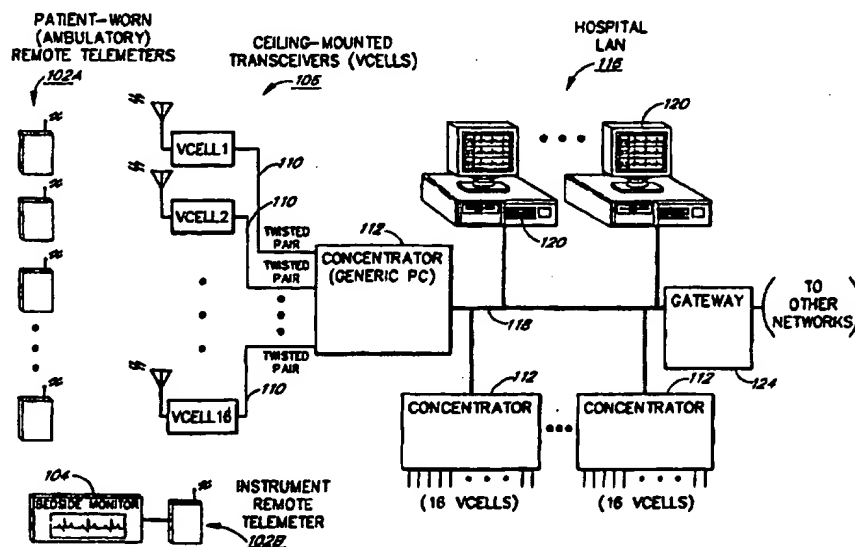 PATIENT-WORN
(AMBULATORY)
REMOTE TELEMETERS
102A
CEILING-MOUNTED
TRANSCEIVERS (VCELLS)
106
HOSPITAL
LAN
116
120
VCELL1
110
VCELL2
110
TWISTED
PAIR
TWISTED
PAIR
TWISTED
PAIR
112
CONCENTRATOR
(GENERIC PC)
120
118
GATEWAY
TO
OTHER
NETWORKS
124
VCELL16
110
112
CONCENTRATOR
112
CONCENTRATOR
(16 VCELLS)
(16 VCELLS)
104
BEDSIDE MONITOR
INSTRUMENT
REMOTE
TELEMETER
102B